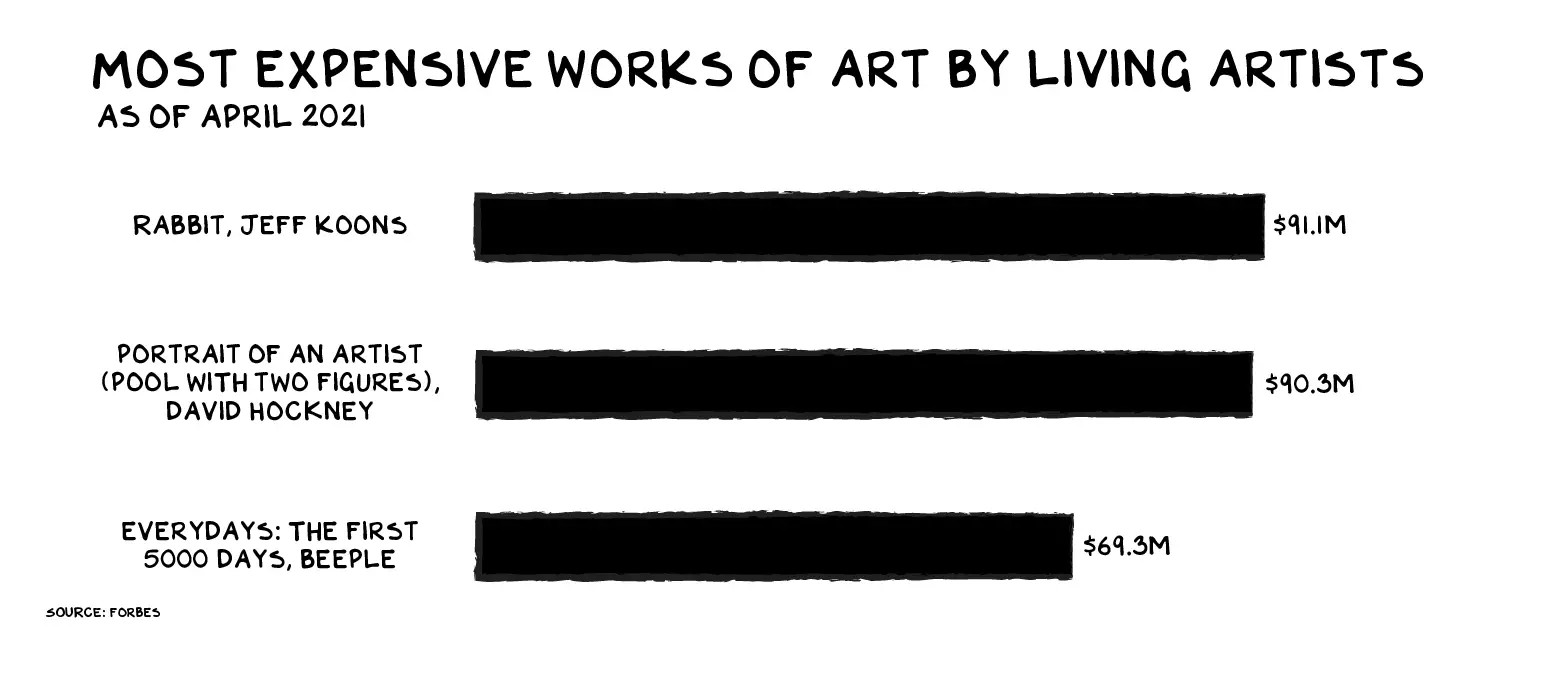 MOST EXPENSIVE WORKS OF ART BY LIVING ARTISTS
AS OF APRIL 2021
RABBIT, JEFF KOONS
$91.1M
PORTRAIT OF AN ARTIST
(POOL WITH TWO FIGURES),
DAVID HOCKNEY
$90.3M
EVERYDAYS: THE FIRST
5000 DAYS, BEEPLE
$69.3M
SOURCE: FORBES